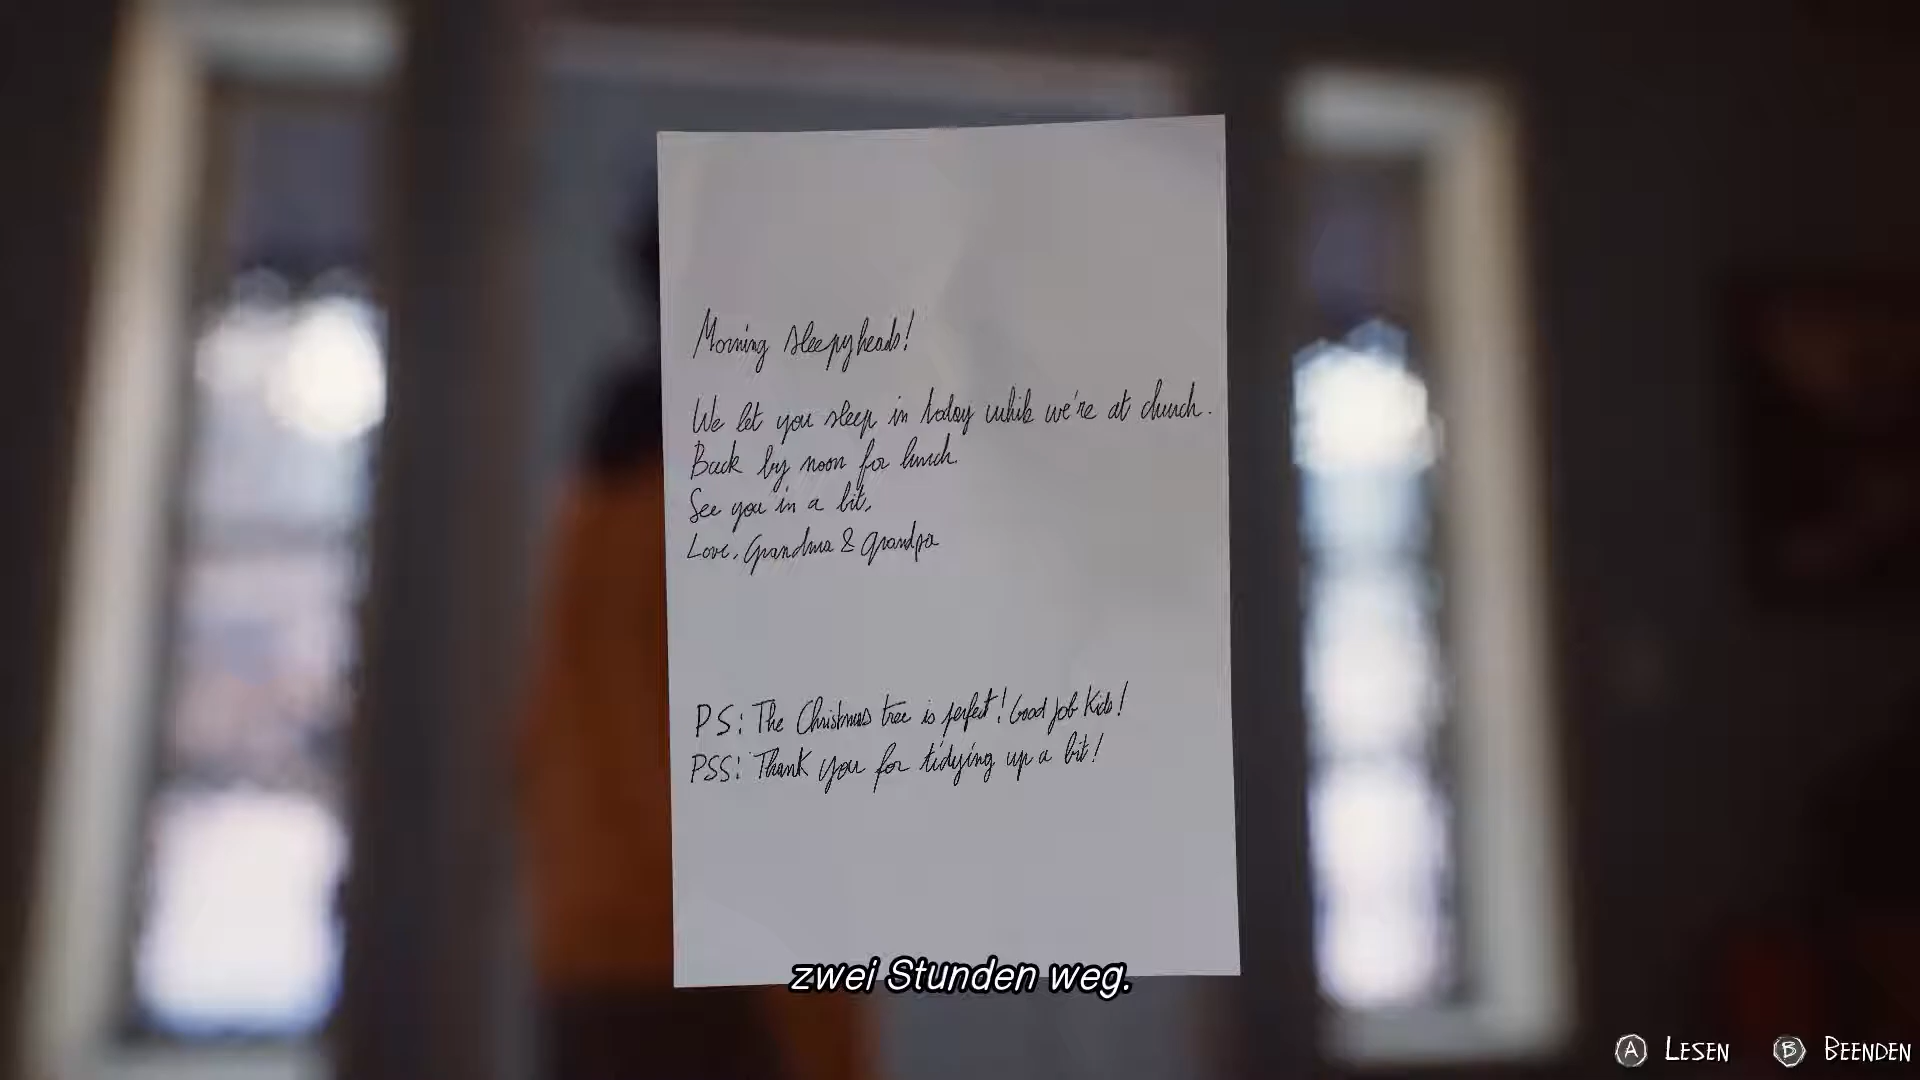 Morning sleepyheads!
We let you sleep in today while we're at church.
Back by noon for lunch.
See you in a bit,
Love, Grandma & Grandpa
PS: The Christmas tree is perfect! Good job Kids!
PSS: Thank you for tidying up a bit!
zwei Stunden weg.
A LESEN B BEENDEN